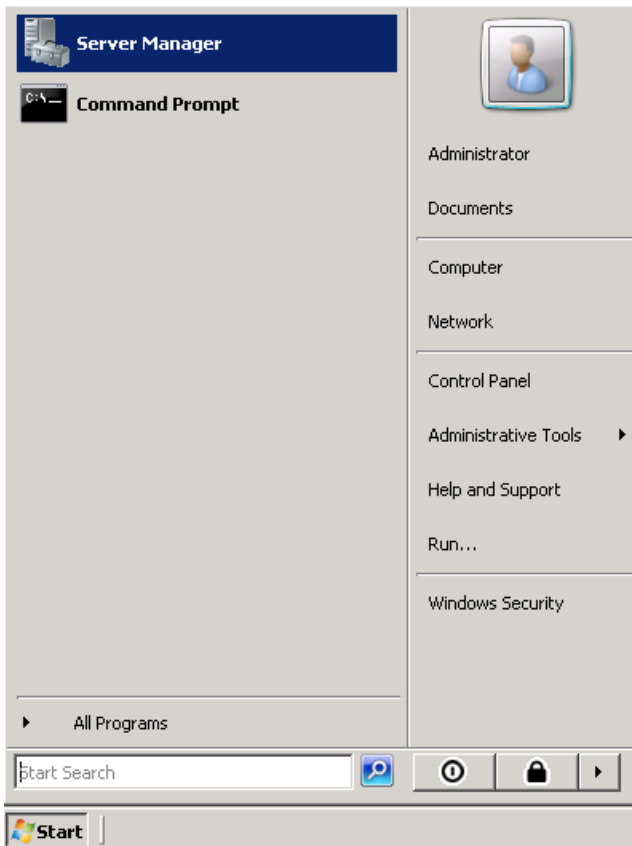 Server Manager
Command Prompt
All Programs
Start Search
Administrator
Documents
Computer
Network
Control Panel
Administrative Tools
Help and Support
Run...
Windows Security
Start